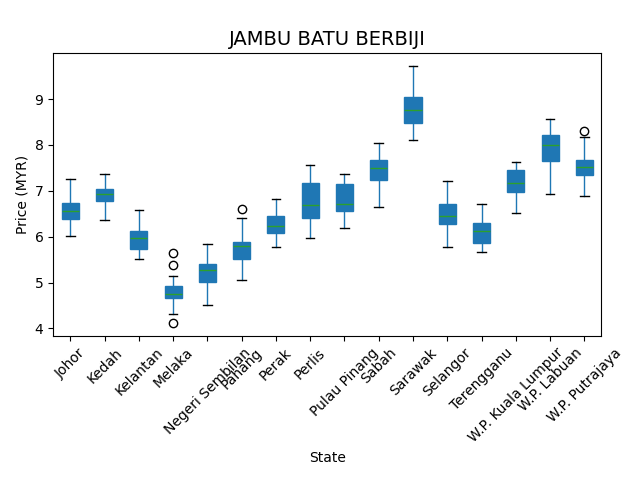 JAMBU BATU BERBIJI
Price (MYR)
9
8
7
6
5
4
Johor
Kedah
Kelantan
Melaka
Negeri Sembilan
Pahang
Perak
Perlis
Pulau Pinang
Sabah
Sarawak
Selangor
Terengganu
W.P. Kuala Lumpur
W.P. Labuan
W.P. Putrajaya
State